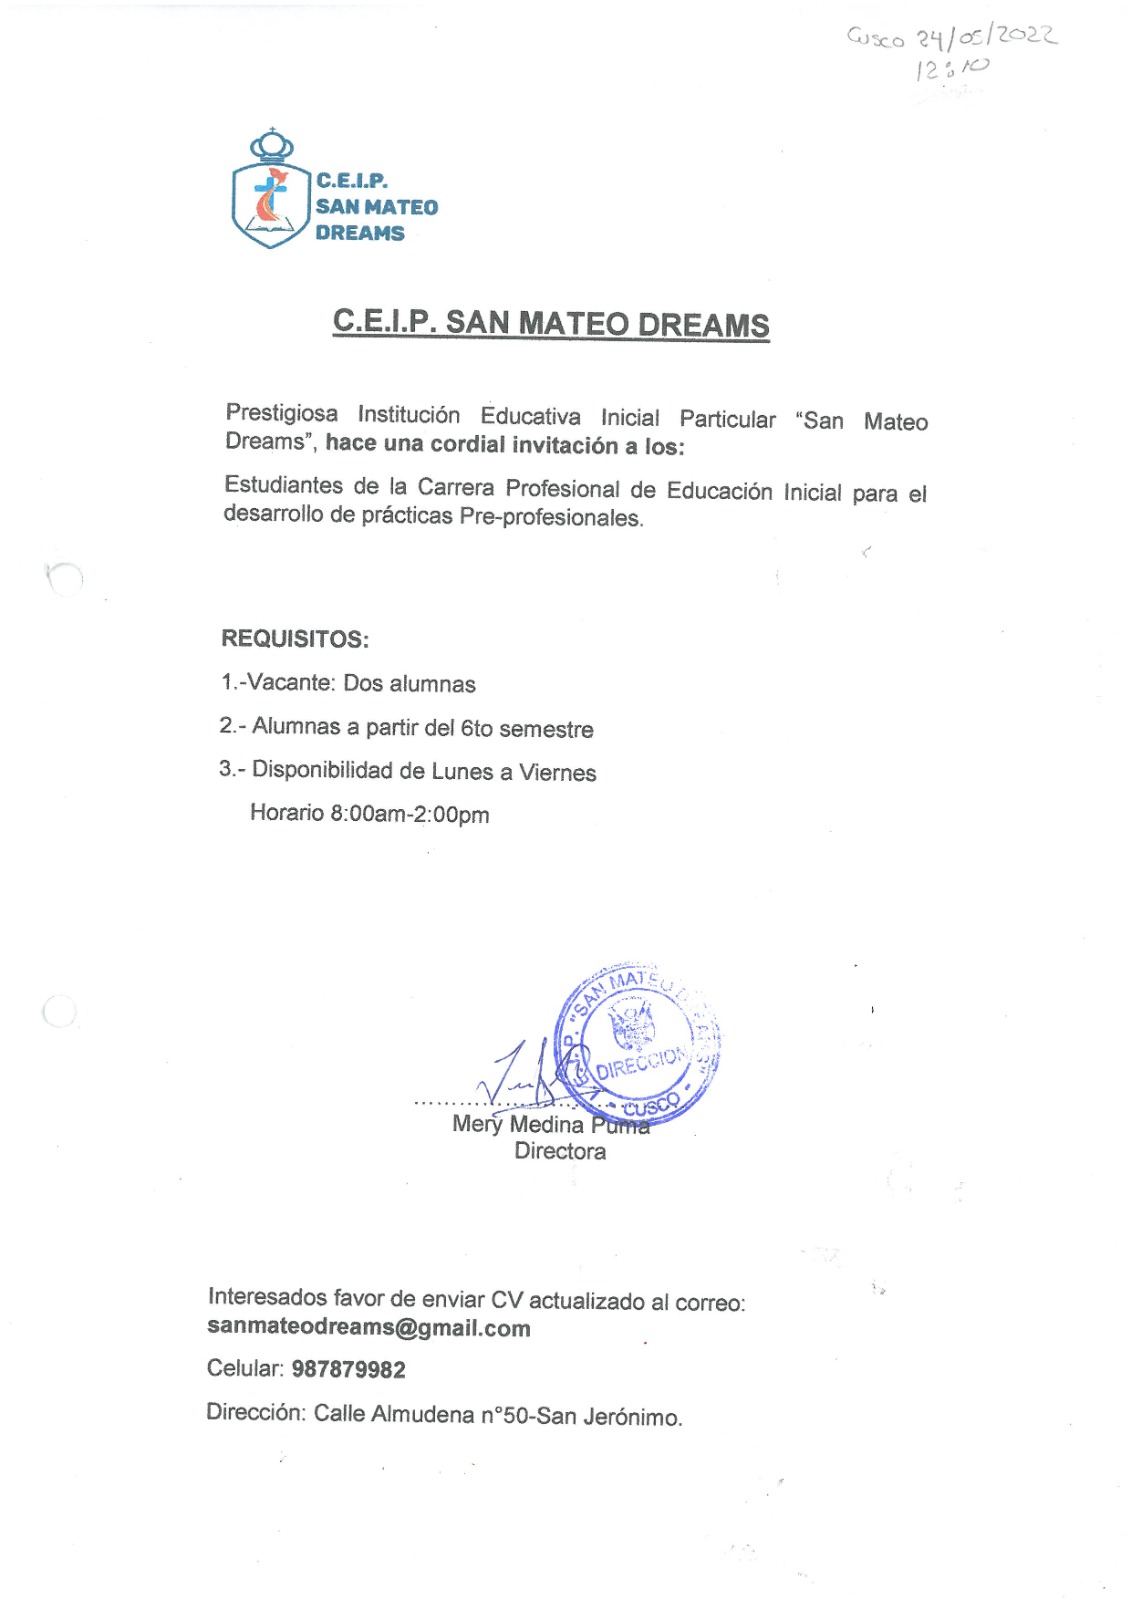 Cusco 24/05/2022
12:10
C.E.I.P.
SAN MATEO
DREAMS
C.E.I.P. SAN MATEO DREAMS
Prestigiosa Institución Educativa Inicial Particular “San Mateo
Dreams”, hace una cordial invitación a los:
Estudiantes de la Carrera Profesional de Educación Inicial para el
desarrollo de prácticas Pre-profesionales.
REQUISITOS:
1.-Vacante: Dos alumnas
2.- Alumnas a partir del 6to semestre
3.- Disponibilidad de Lunes a Viernes
Horario 8:00am-2:00pm
"SAN MATEO DREAMS"
DIRECCION
- CUSCO -
Mery Medina Puma
Directora
Interesados favor de enviar CV actualizado al correo:
sanmateodreams@gmail.com
Celular: 987879982
Dirección: Calle Almudena n°50-San Jerónimo.